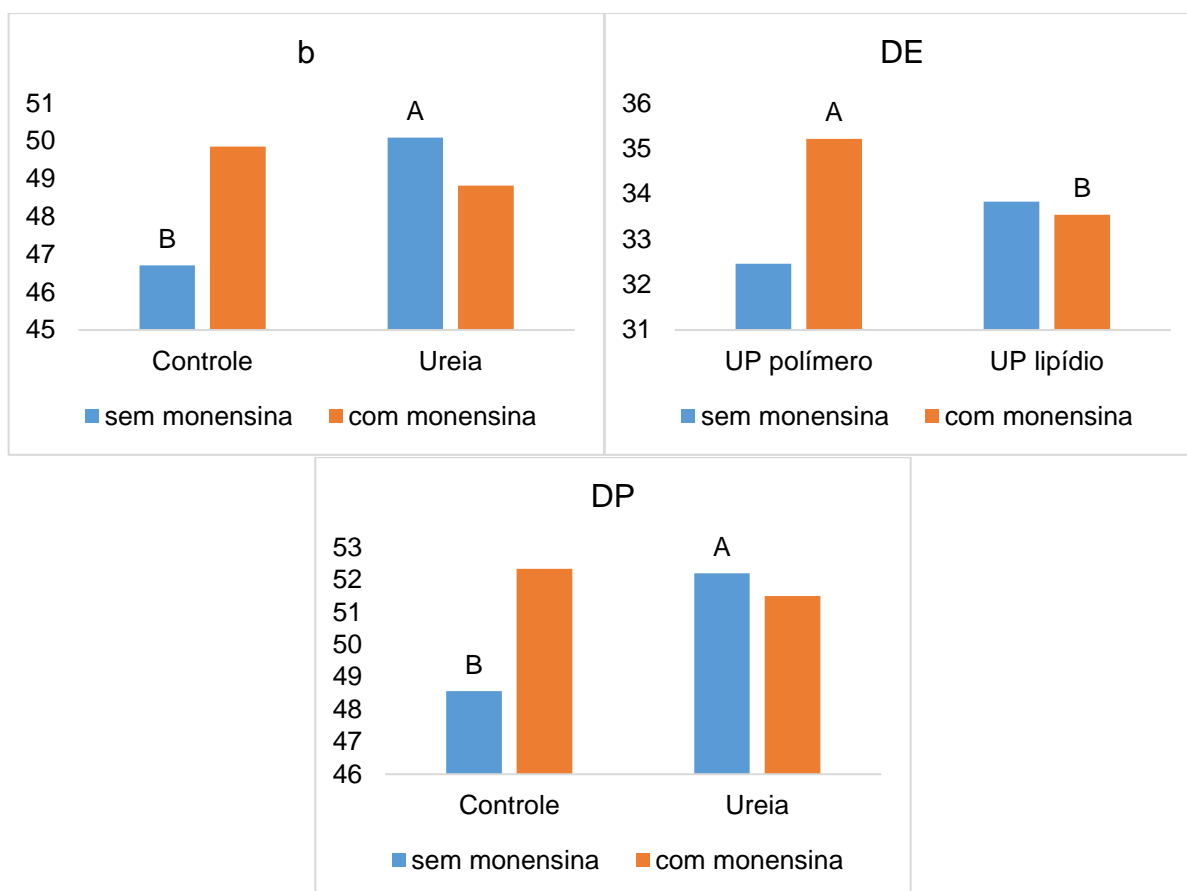 b
51
50
49
48
47
46
45
A
B
Controle Ureia
sem monensina com monensina
DE
36
35
34
33
32
31
A
B
UP polímero UP lipídio
sem monensina com monensina
DP
53
52
51
50
49
48
47
46
A
B
Controle Ureia
sem monensina com monensina